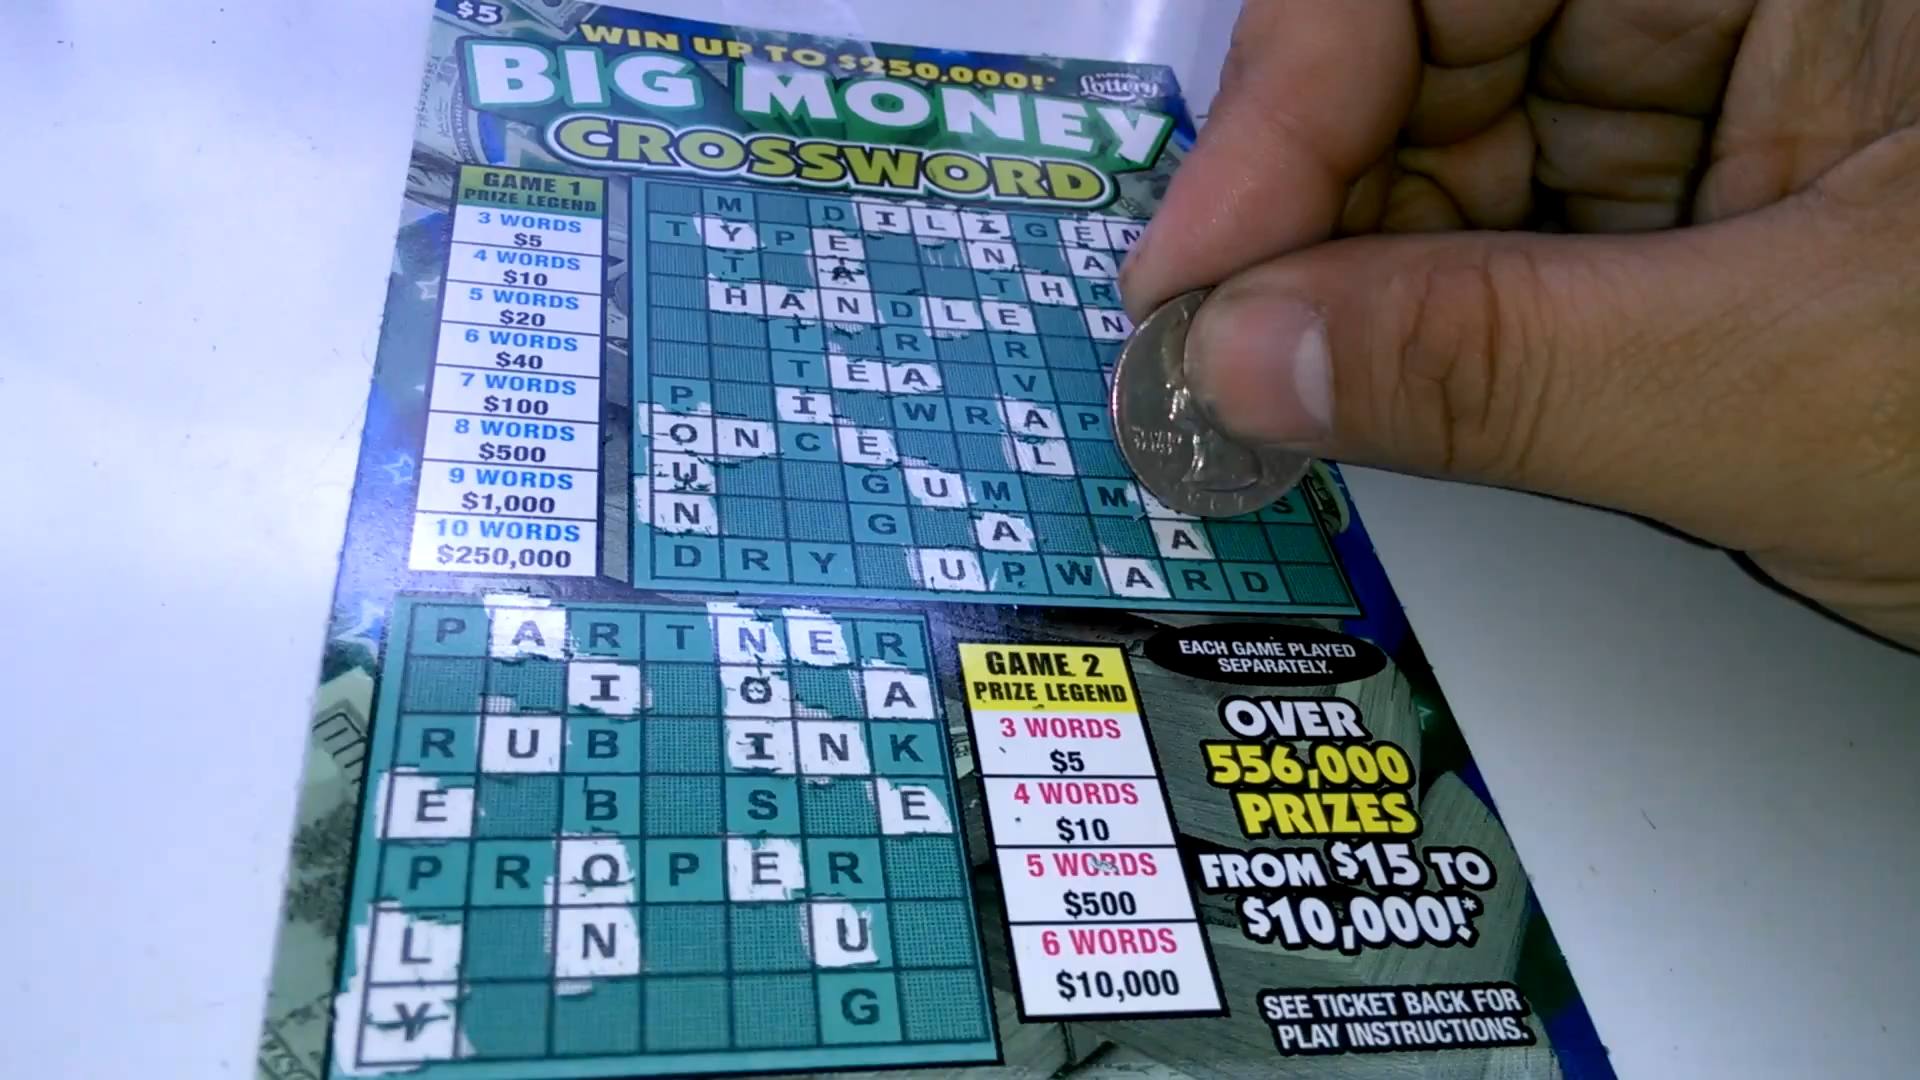 $5
WIN UP TO $250,000!*
FLORIDA
Lottery
BIG MONEY
CROSSWORD
GAME 1
PRIZE LEGEND
3 WORDS
$5
4 WORDS
$10
5 WORDS
$20
6 WORDS
$40
7 WORDS
$100
8 WORDS
$500
9 WORDS
$1,000
10 WORDS
$250,000
M D I L I G E N
T Y P E N A
T A T H R
H A N D L E N
T R R
T E A V
P I W R A P
O N C E L
U G U M M S
N G A A
D R Y U P W A R D
P A R T N E R
I O A
R U B I N K
E B S E
P R O P E R
L N U
Y G
GAME 2
PRIZE LEGEND
3 WORDS
$5
4 WORDS
$10
5 WORDS
$500
6 WORDS
$10,000
EACH GAME PLAYED
SEPARATELY.
OVER
556,000
PRIZES
FROM $15 TO
$10,000!*
SEE TICKET BACK FOR
PLAY INSTRUCTIONS.